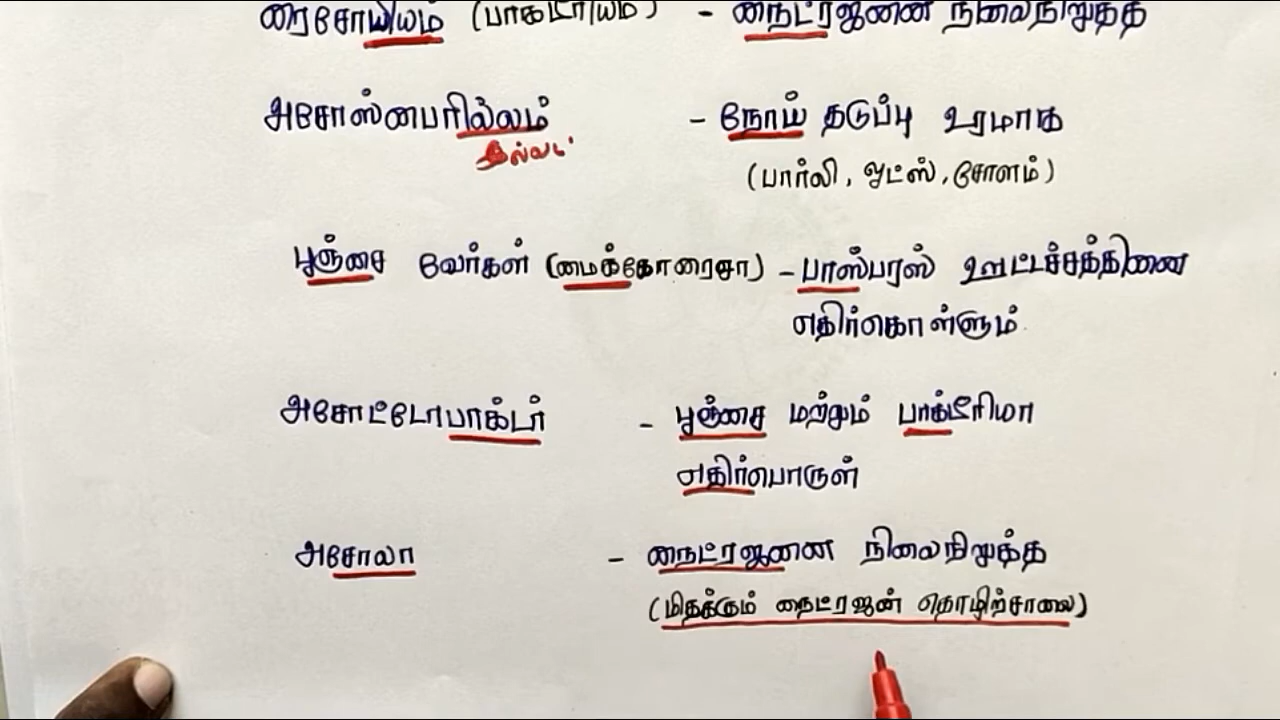 ரைசோபியம் (பாக்டீரியம்) - நைட்ரஜனை நிலைநிறுத்த
அசோஸ்பைரில்லம் - நோய் தடுப்பு உரமாக
(பார்லி, ஓட்ஸ், சோளம்)
பூஞ்சை வேர்கள் (மைக்கோரைசா) - பாஸ்பரஸ் ஊட்டச்சத்தினை
எதிர்கொள்ளும்
அசோட்டோபாக்டர் - பூஞ்சை மற்றும் பாக்டீரியா
எதிர்பொருள்
அசோலா - நைட்ரஜனை நிலைநிறுத்த
(மிதக்கும் நைட்ரஜன் தொழிற்சாலை)